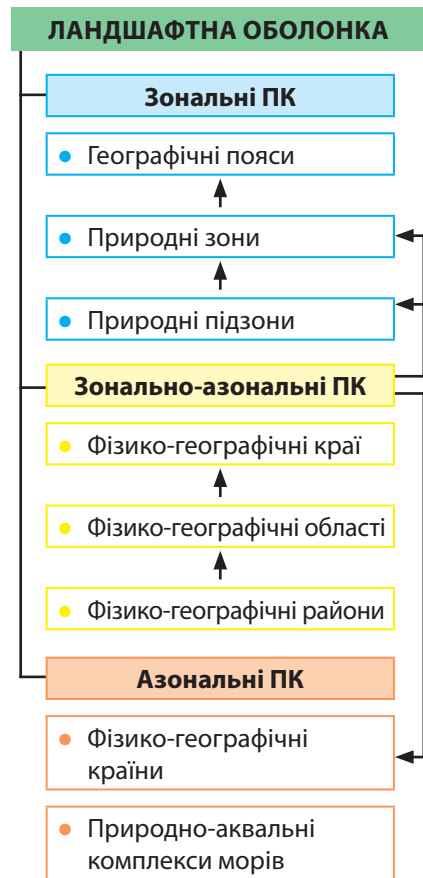 ЛАНДШАФТНА ОБОЛОНКА
Зональні ПК
• Географічні пояси
• Природні зони
• Природні підзони
Зонально-азональні ПК
• Фізико-географічні краї
• Фізико-географічні області
• Фізико-географічні райони
Азональні ПК
• Фізико-географічні
країни
• Природно-аквальні
комплекси морів